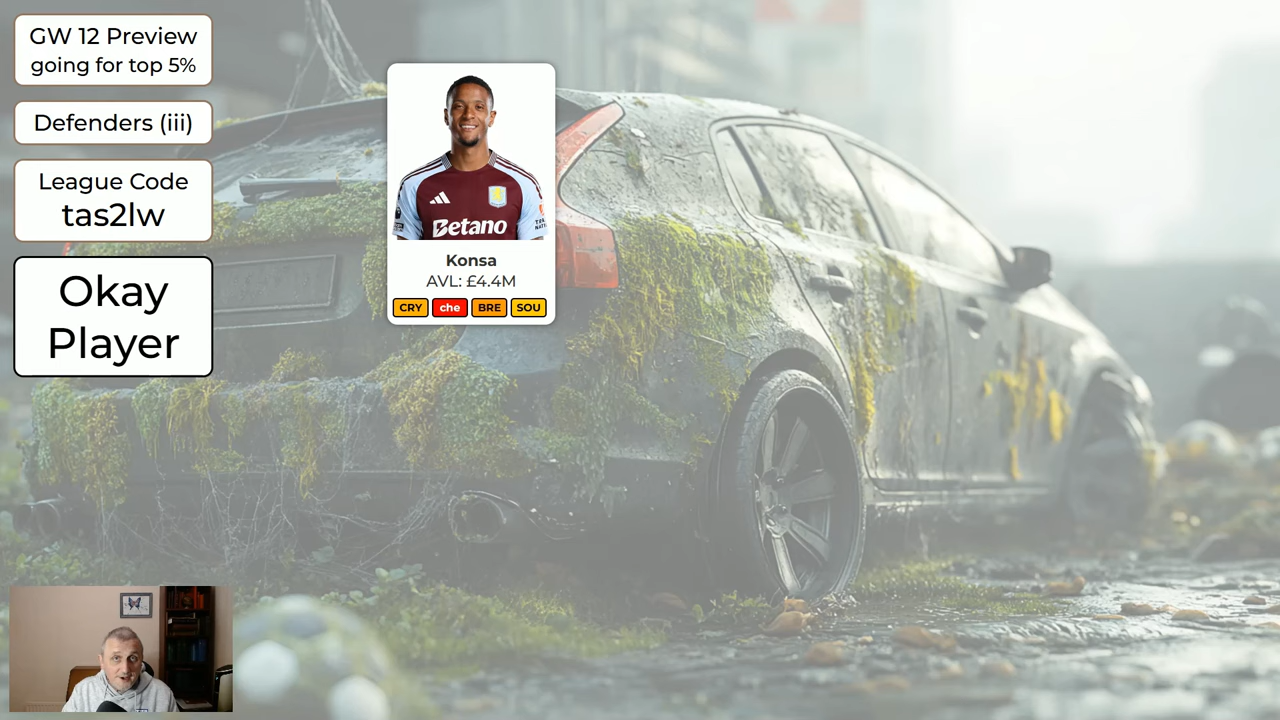 GW 12 Preview
going for top 5%
Defenders (iii)
League Code
tas2lw
Okay
Player
Betano
Konsa
AVL: £4.4M
CRY che BRE SOU